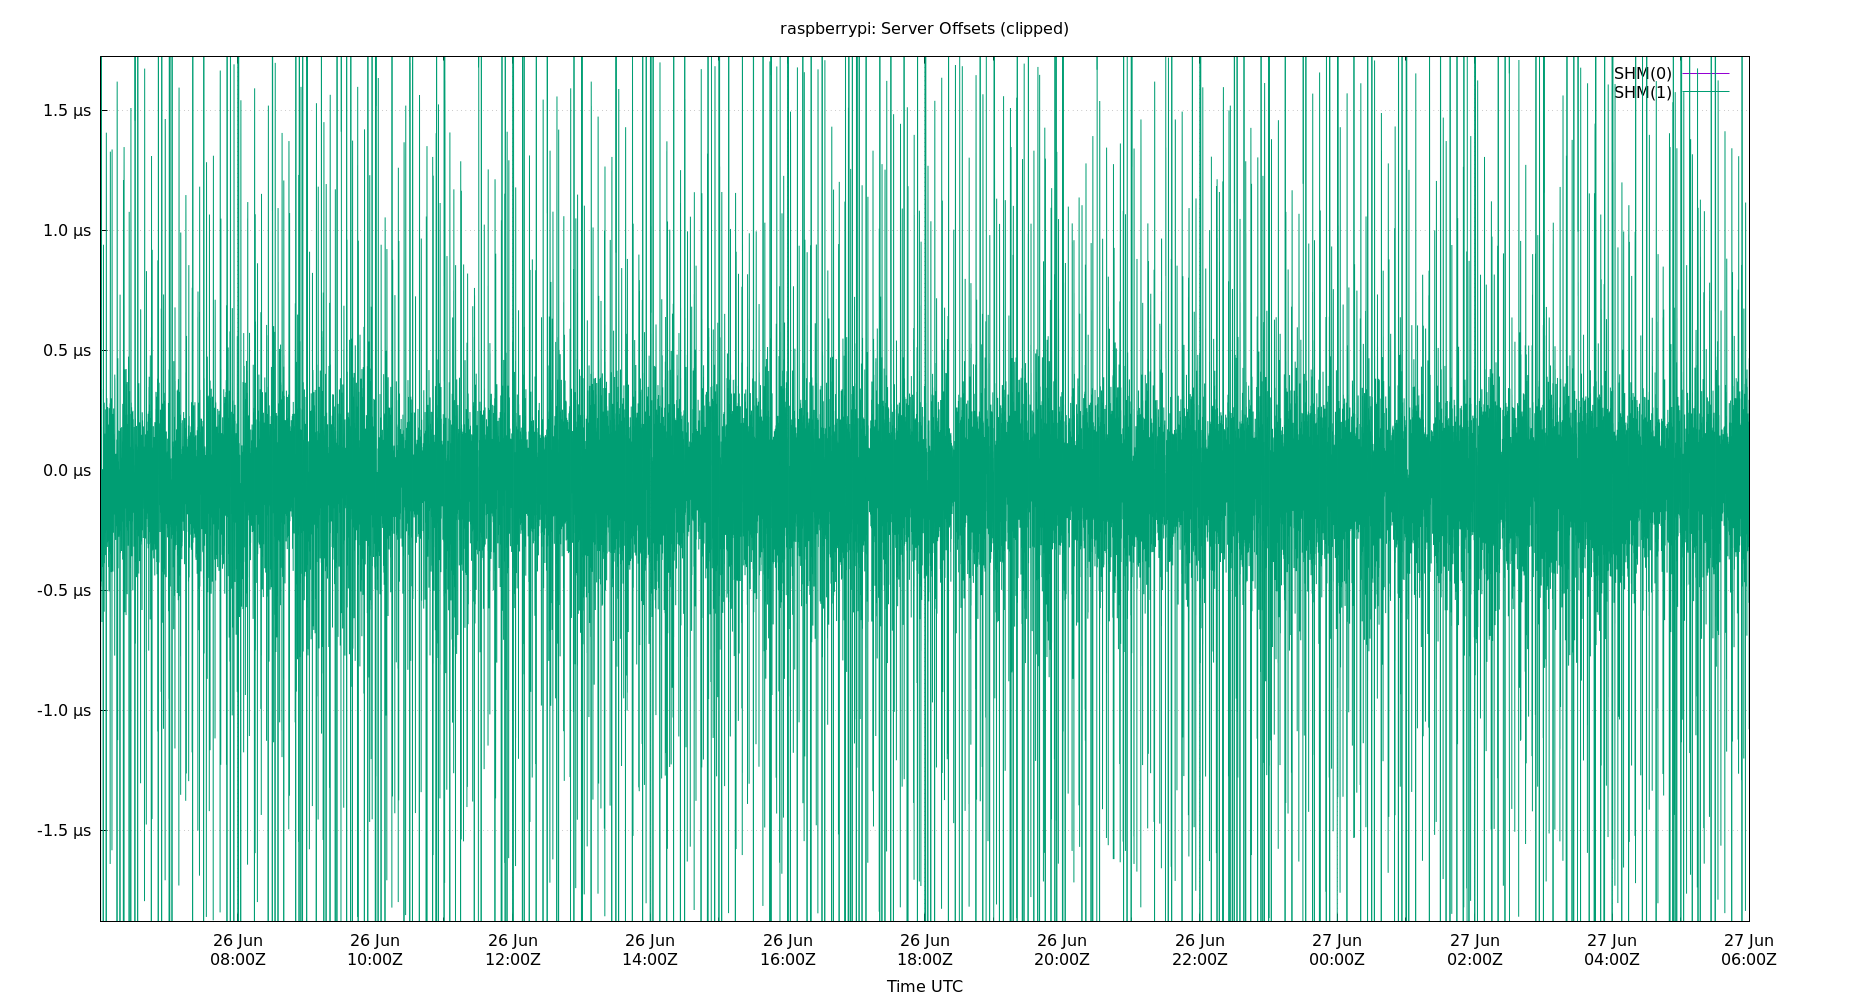 raspberrypi: Server Offsets (clipped)
SHM(0)
SHM(1)
1.5 µs
1.0 µs
0.5 µs
0.0 µs
-0.5 µs
-1.0 µs
-1.5 µs
26 Jun 26 Jun 26 Jun 26 Jun 26 Jun 26 Jun 26 Jun 26 Jun 27 Jun 27 Jun 27 Jun 27 Jun
08:00Z 10:00Z 12:00Z 14:00Z 16:00Z 18:00Z 20:00Z 22:00Z 00:00Z 02:00Z 04:00Z 06:00Z
Time UTC